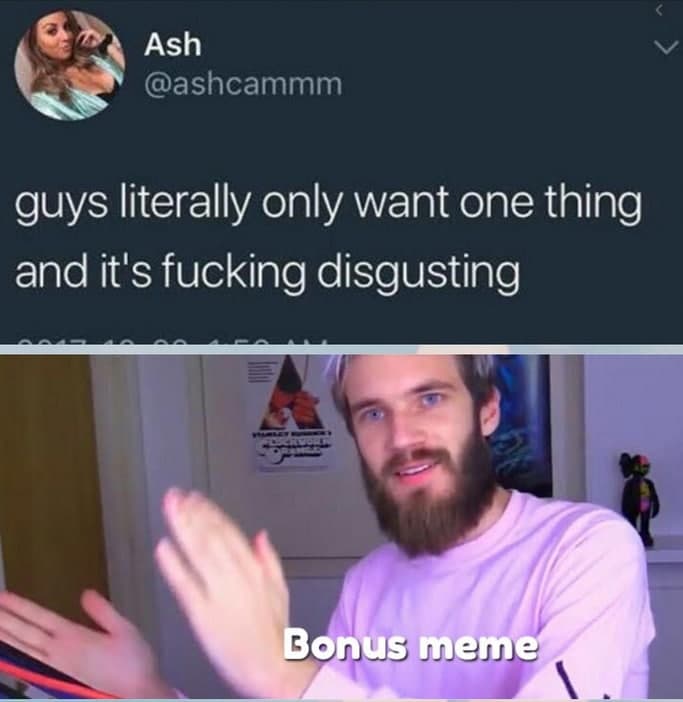 Ash
@ashcammm
guys literally only want one thing
and it's fucking disgusting
Bonus meme